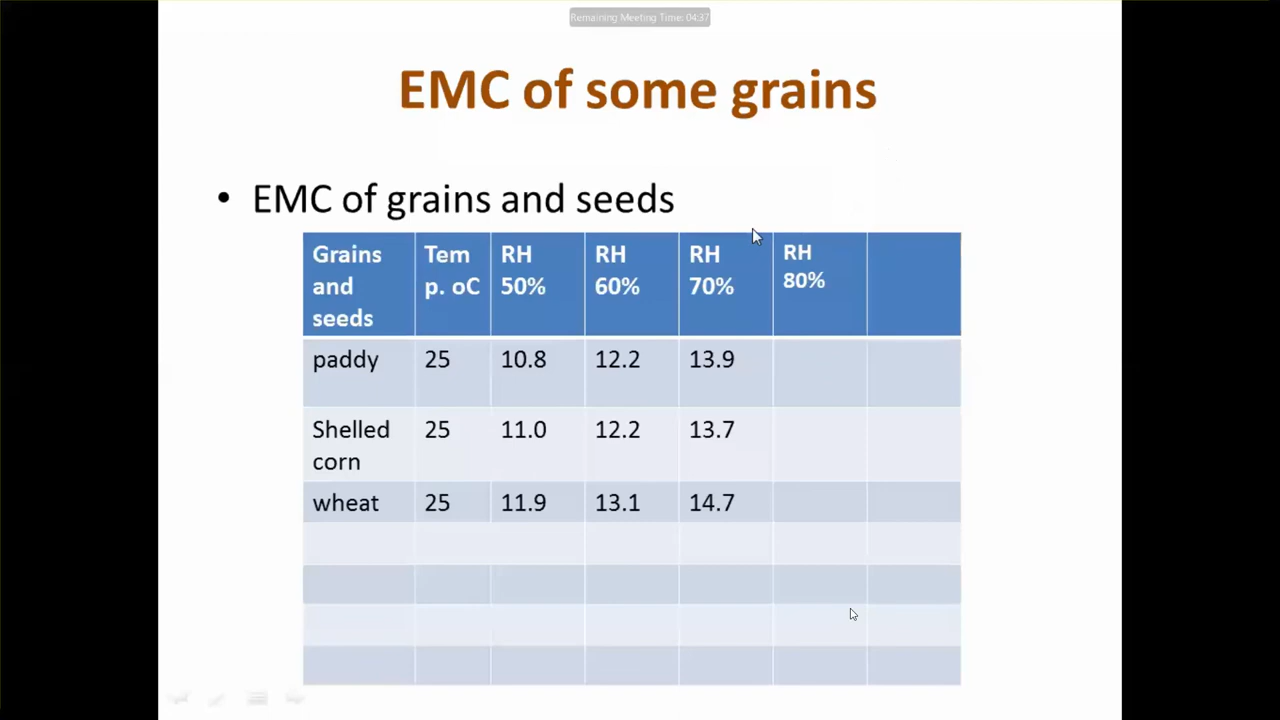 Remaining Meeting Time: 04:37
EMC of some grains
• EMC of grains and seeds
Grains and seeds Tem p. oC RH 50% RH 60% RH 70% RH 80%
paddy 25 10.8 12.2 13.9
Shelled corn 25 11.0 12.2 13.7
wheat 25 11.9 13.1 14.7